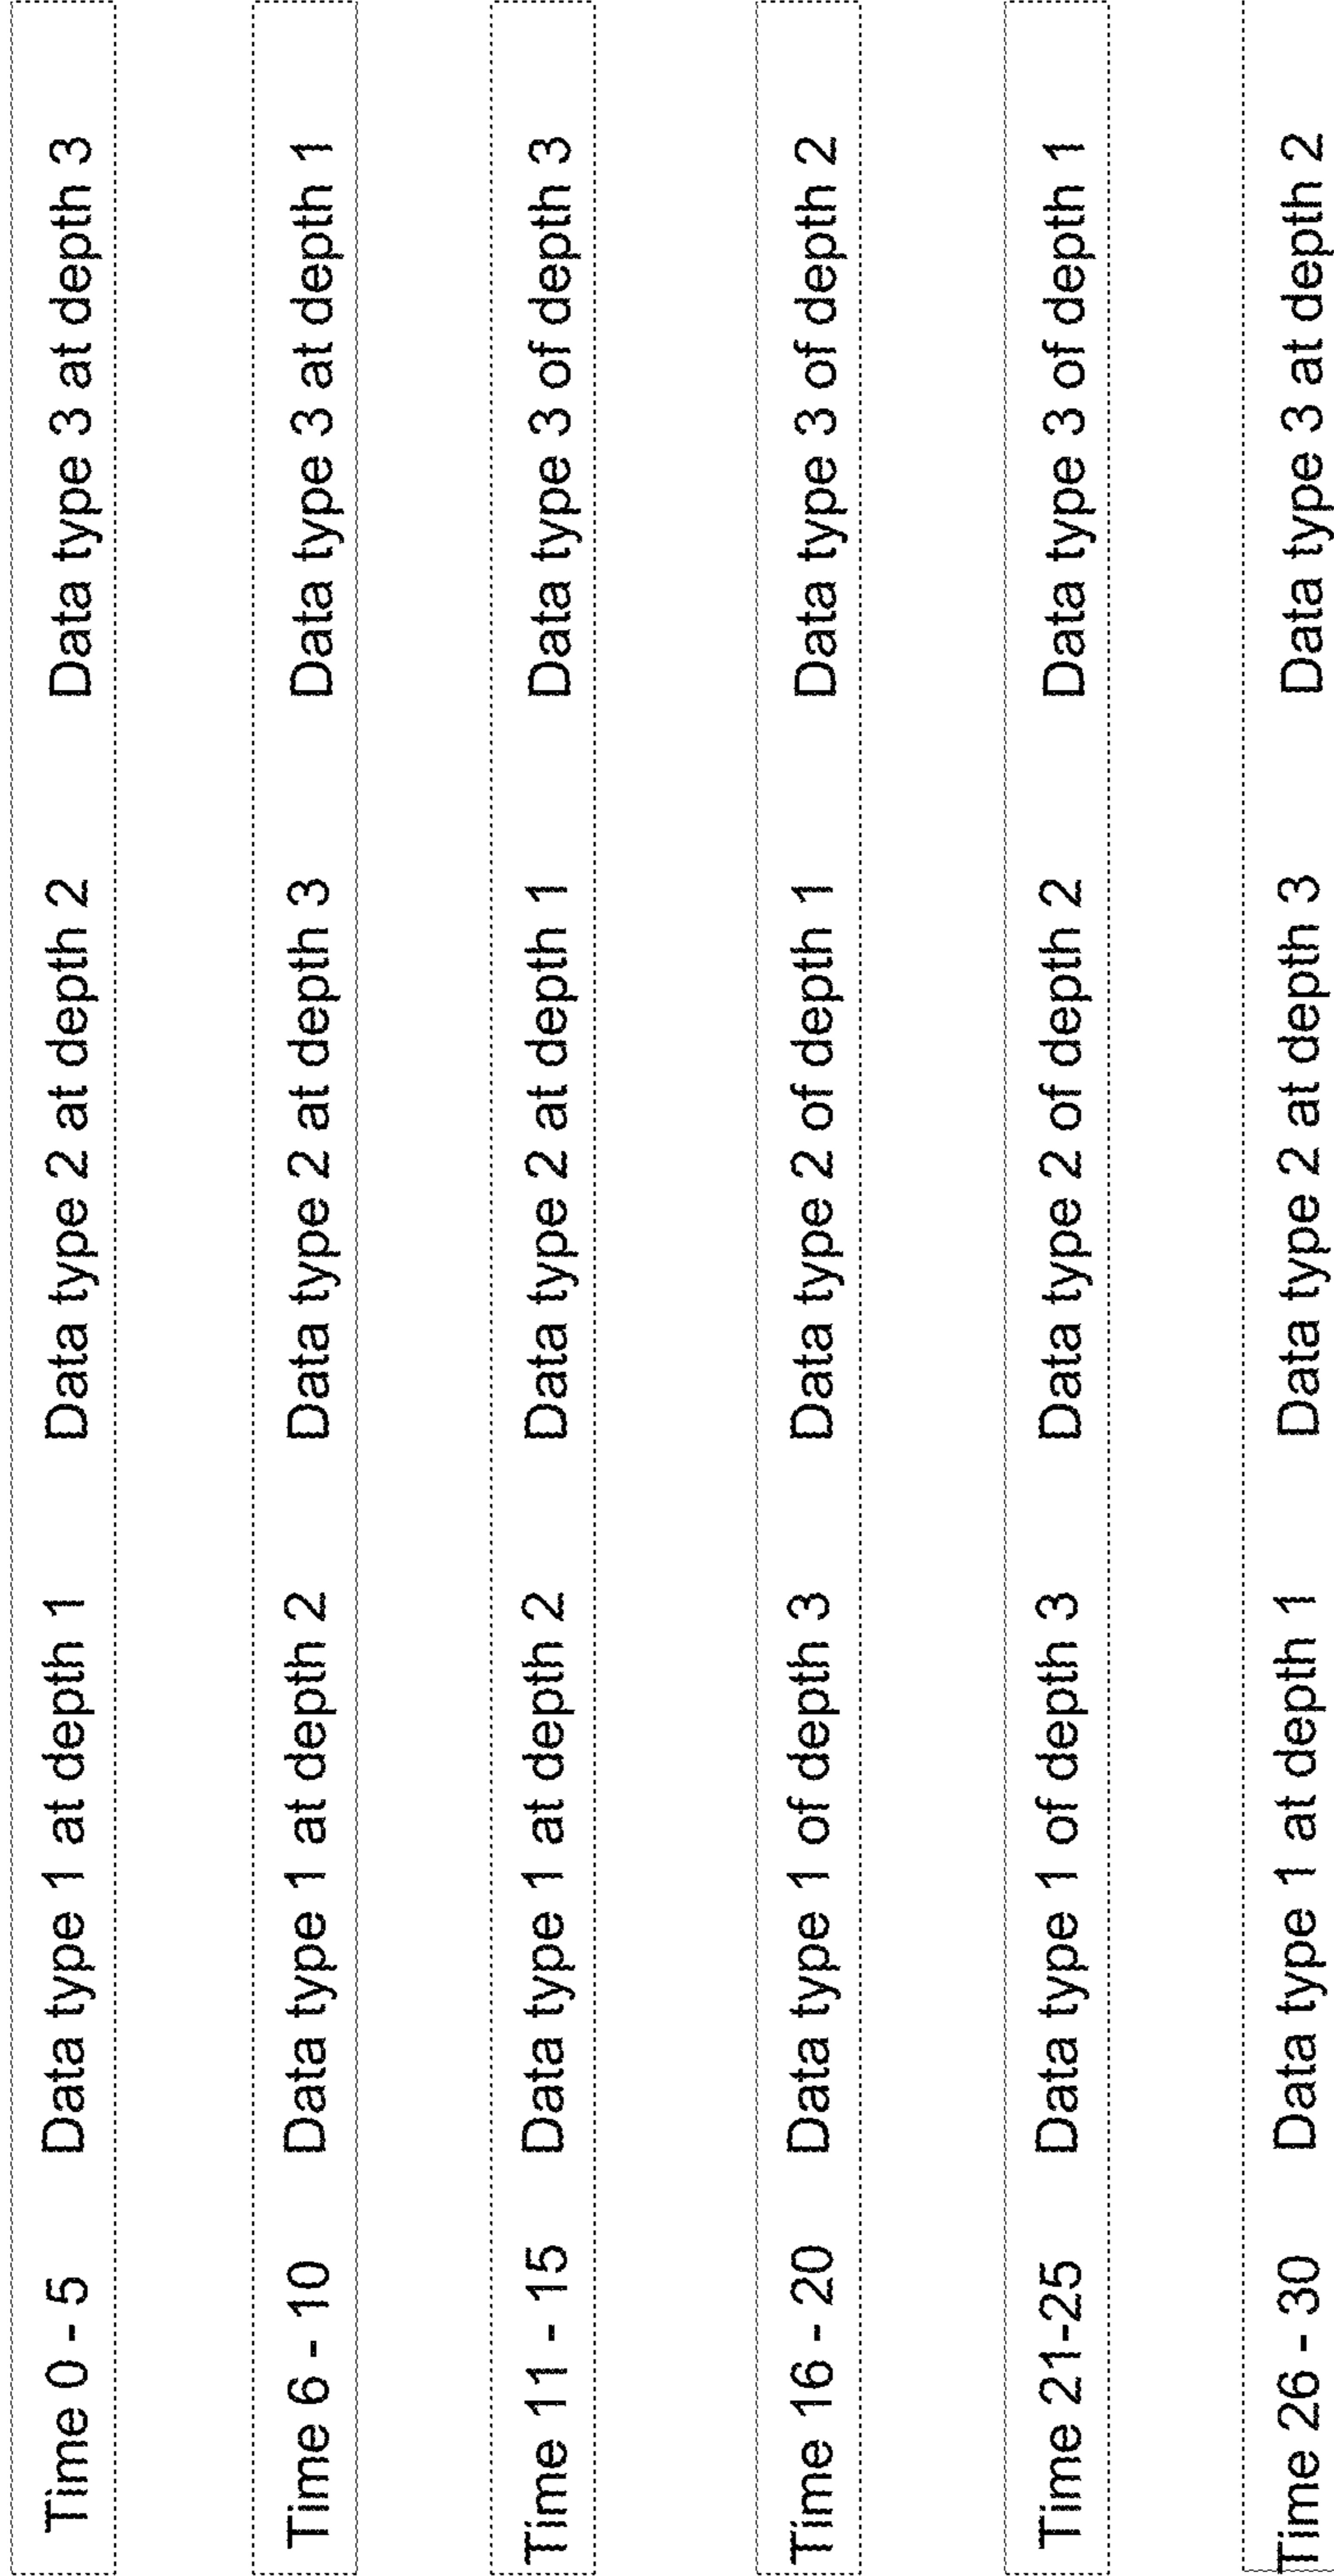 Time 0 - 5 Data type 1 at depth 1 Data type 2 at depth 2 Data type 3 at depth 3
Time 6 - 10 Data type 1 at depth 2 Data type 2 at depth 3 Data type 3 at depth 1
Time 11 - 15 Data type 1 at depth 2 Data type 2 at depth 1 Data type 3 of depth 3
Time 16 - 20 Data type 1 of depth 3 Data type 2 of depth 1 Data type 3 of depth 2
Time 21-25 Data type 1 of depth 3 Data type 2 of depth 2 Data type 3 of depth 1
Time 26 - 30 Data type 1 at depth 1 Data type 2 at depth 3 Data type 3 at depth 2